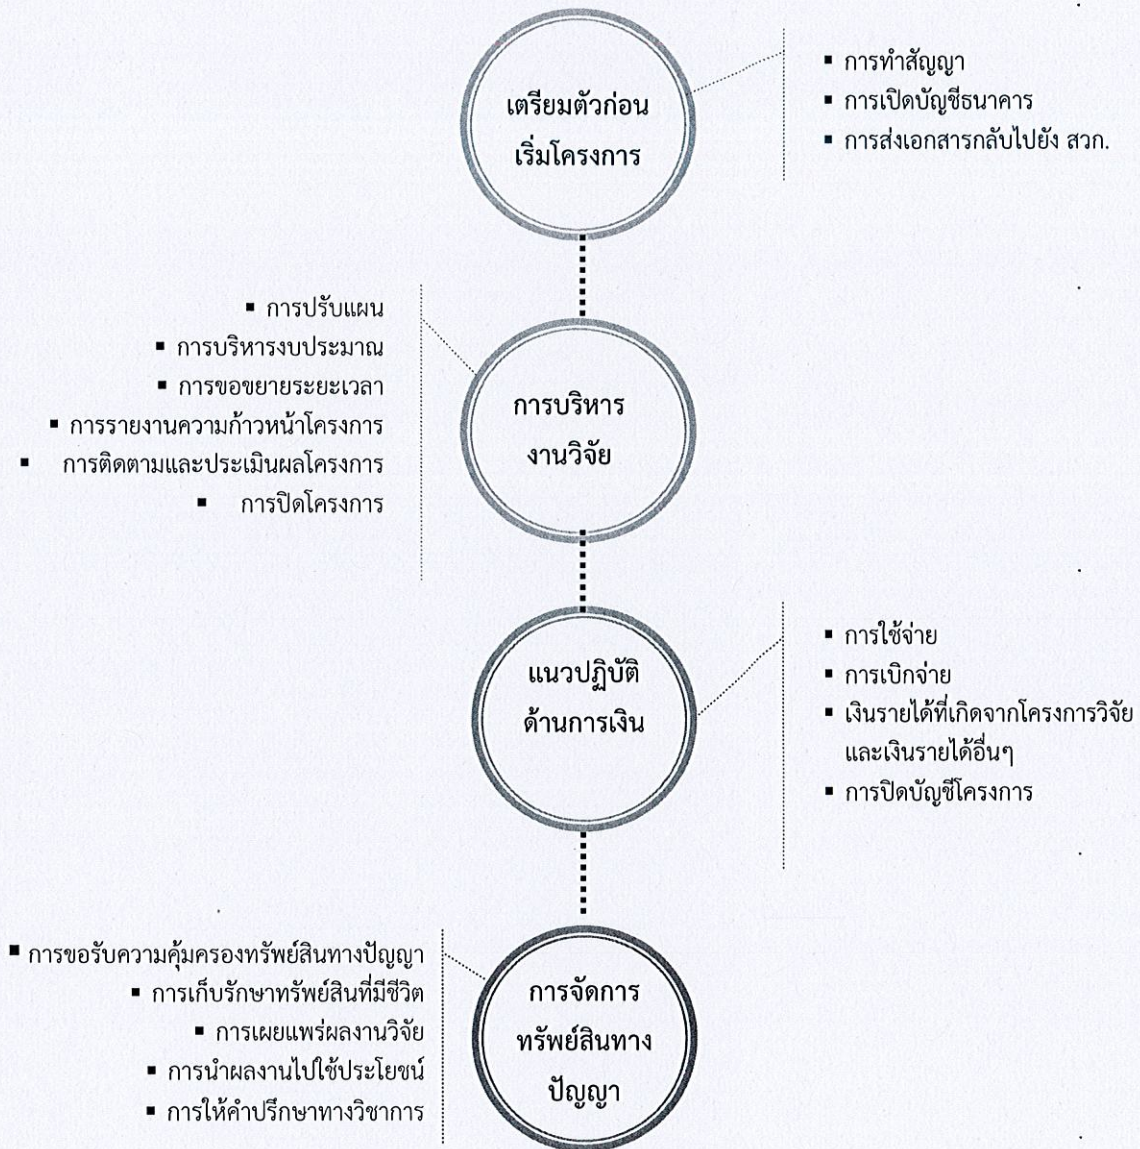 เตรียมตัวก่อน
เริ่มโครงการ
▪ การทำสัญญา
▪ การเปิดบัญชีธนาคาร
▪ การส่งเอกสารกลับไปยัง สวก.
▪ การปรับแผน
▪ การบริหารงบประมาณ
▪ การขอขยายระยะเวลา
▪ การรายงานความก้าวหน้าโครงการ
▪ การติดตามและประเมินผลโครงการ
▪ การปิดโครงการ
การบริหาร
งานวิจัย
แนวปฏิบัติ
ด้านการเงิน
▪ การใช้จ่าย
▪ การเบิกจ่าย
▪ เงินรายได้ที่เกิดจากโครงการวิจัย
และเงินรายได้อื่นๆ
▪ การปิดบัญชีโครงการ
▪ การขอรับความคุ้มครองทรัพย์สินทางปัญญา
▪ การเก็บรักษาทรัพย์สินที่มีชีวิต
▪ การเผยแพร่ผลงานวิจัย
▪ การนำผลงานไปใช้ประโยชน์
▪ การให้คำปรึกษาทางวิชาการ
การจัดการ
ทรัพย์สินทาง
ปัญญา